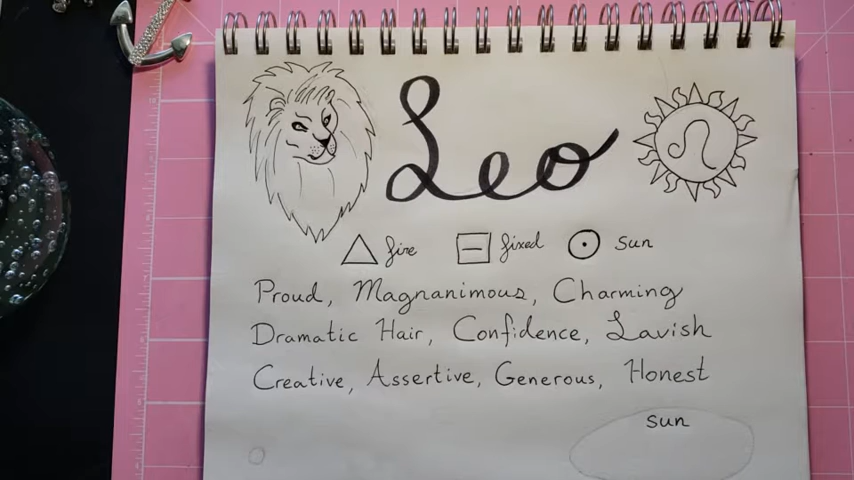 Leo
fire fixed sun
Proud, Magnanimous, Charming
Dramatic Hair, Confidence, Lavish
Creative, Assertive, Generous, Honest
sun